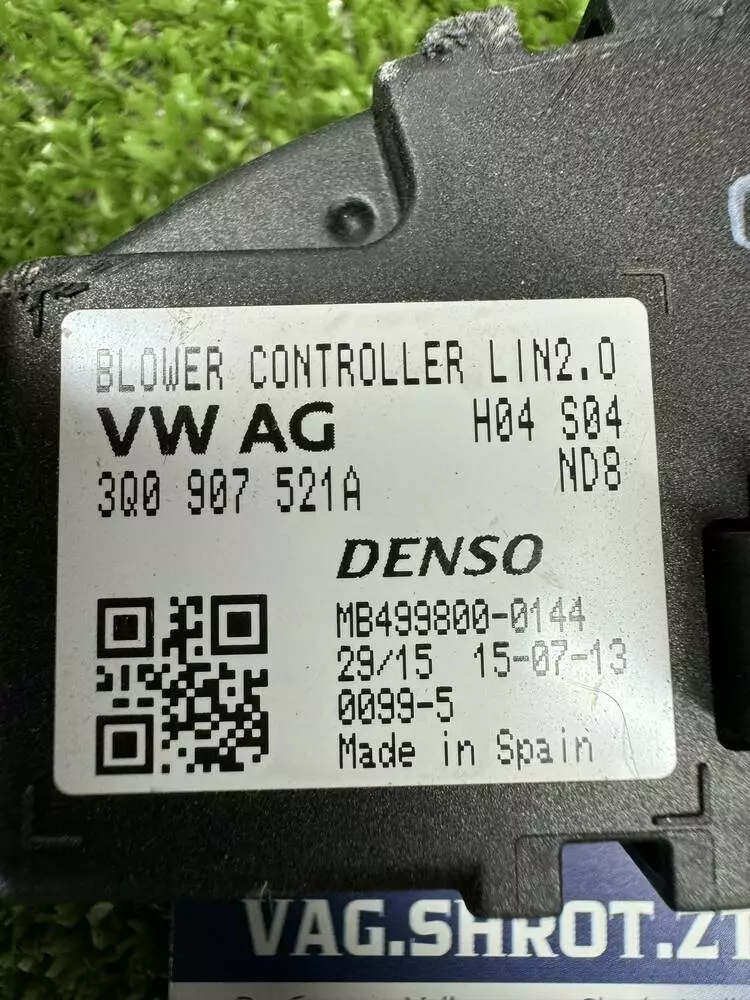 BLOWER CONTROLLER LIN2.0
VW AG H04 S04
3Q0 907 521A ND8
DENSO
MB499800-0144
29/15 15-07-13
0099-5
Made in Spain
VAG.SHROT.ZT